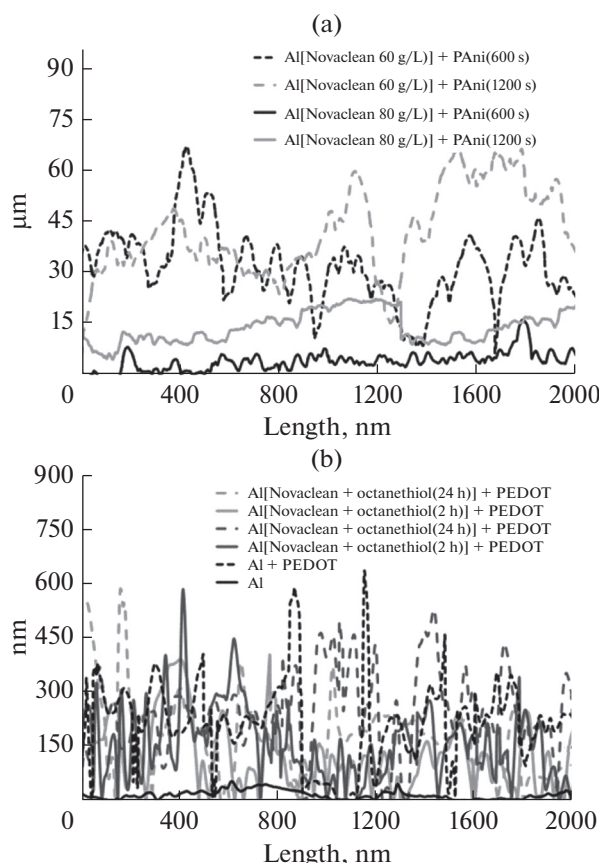 (a)
Al[Novaclean 60 g/L)] + PAni(600 s)
Al[Novaclean 60 g/L)] + PAni(1200 s)
Al[Novaclean 80 g/L)] + PAni(600 s)
Al[Novaclean 80 g/L)] + PAni(1200 s)
90
75
60
45
30
15
μm
0 400 800 1200 1600 2000
Length, nm
(b)
Al[Novaclean + octanethiol(24 h)] + PEDOT
Al[Novaclean + octanethiol(2 h)] + PEDOT
Al[Novaclean + octanethiol(24 h)] + PEDOT
Al[Novaclean + octanethiol(2 h)] + PEDOT
Al + PEDOT
Al
900
750
600
450
300
150
nm
0 400 800 1200 1600 2000
Length, nm